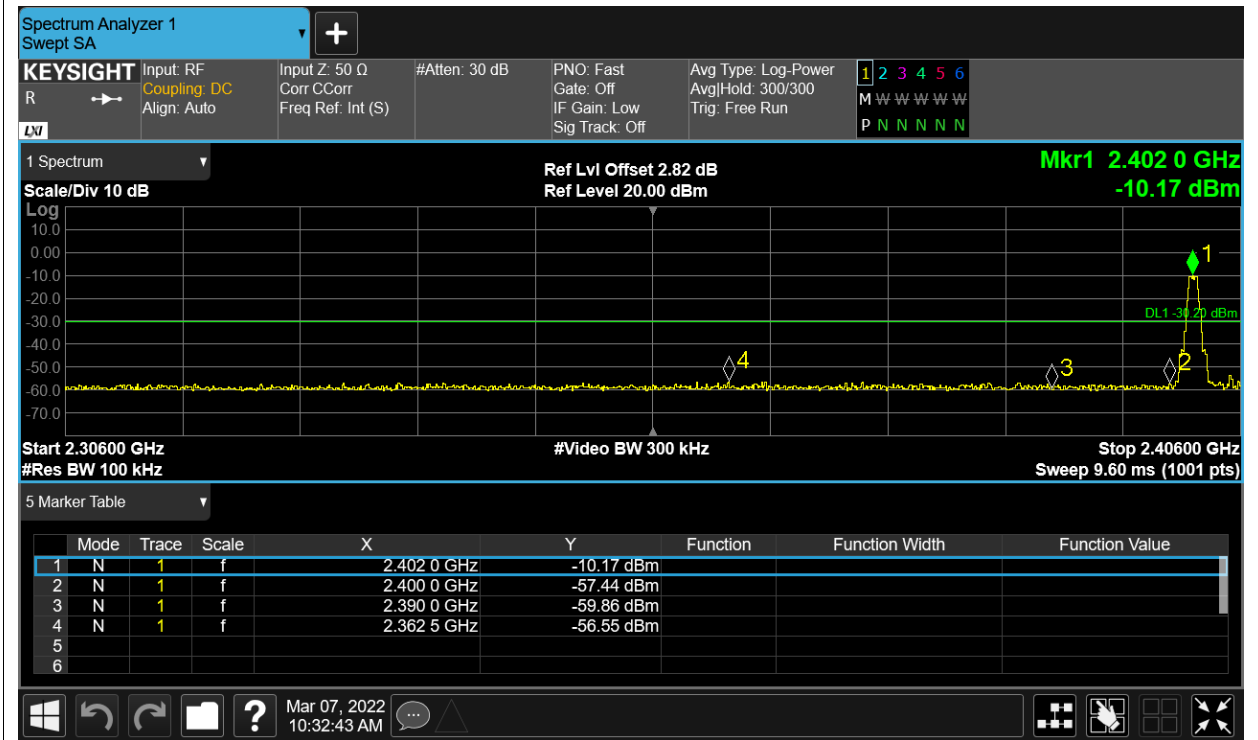 Spectrum Analyzer 1
Swept SA
+
KEYSIGHT Input: RF Input Z: 50 Ω #Atten: 30 dB PNO: Fast Avg Type: Log-Power 1 2 3 4 5 6
R Coupling: DC Corr CCorr Gate: Off Avg|Hold: 300/300 M W W W W W W
Align: Auto Freq Ref: Int (S) IF Gain: Low Trig: Free Run
LXI Sig Track: Off P N N N N N N
1 Spectrum
Ref Lvl Offset 2.82 dB Mkr1 2.402 0 GHz
Scale/Div 10 dB Ref Level 20.00 dBm -10.17 dBm
Log
10.0
0.00 1
-10.0
-20.0
DL1 -30.20 dBm
-30.0
-40.0
4 3 2
-50.0
-60.0
-70.0
Start 2.30600 GHz #Video BW 300 kHz Stop 2.40600 GHz
#Res BW 100 kHz Sweep 9.60 ms (1001 pts)
5 Marker Table
Mode Trace Scale X Y Function Function Width Function Value
1 N 1 f 2.402 0 GHz -10.17 dBm
2 N 1 f 2.400 0 GHz -57.44 dBm
3 N 1 f 2.390 0 GHz -59.86 dBm
4 N 1 f 2.362 5 GHz -56.55 dBm
5
6
? Mar 07, 2022
10:32:43 AM